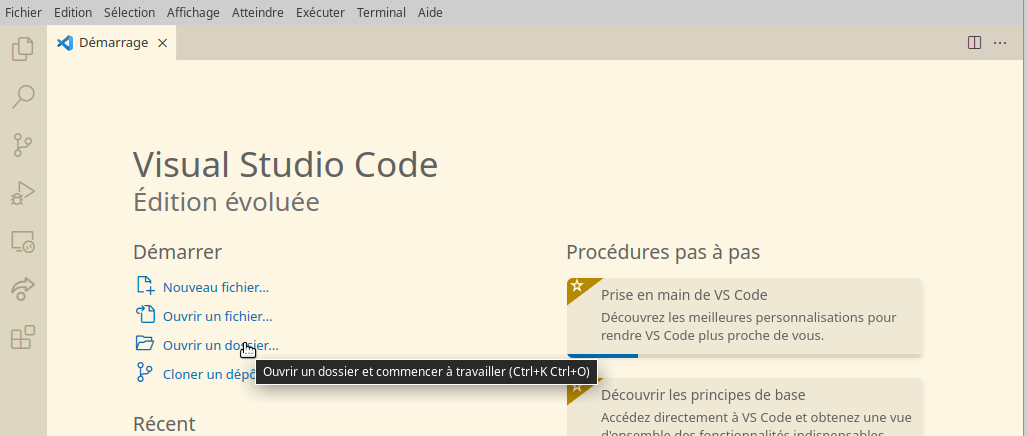 Fichier Edition Sélection Affichage Atteindre Exécuter Terminal Aide
Démarrage
Visual Studio Code
Édition évoluée
Démarrer
Nouveau fichier...
Ouvrir un fichier...
Ouvrir un dossier...
Ouvrir un dossier et commencer à travailler (Ctrl+K Ctrl+O)
Cloner un dépô
Récent
Procédures pas à pas
Prise en main de VS Code
Découvrez les meilleures personnalisations pour
rendre VS Code plus proche de vous.
Découvrir les principes de base
Accédez directement à VS Code et obtenez une vue
d'ensemble des fonctionnalités indispensables.